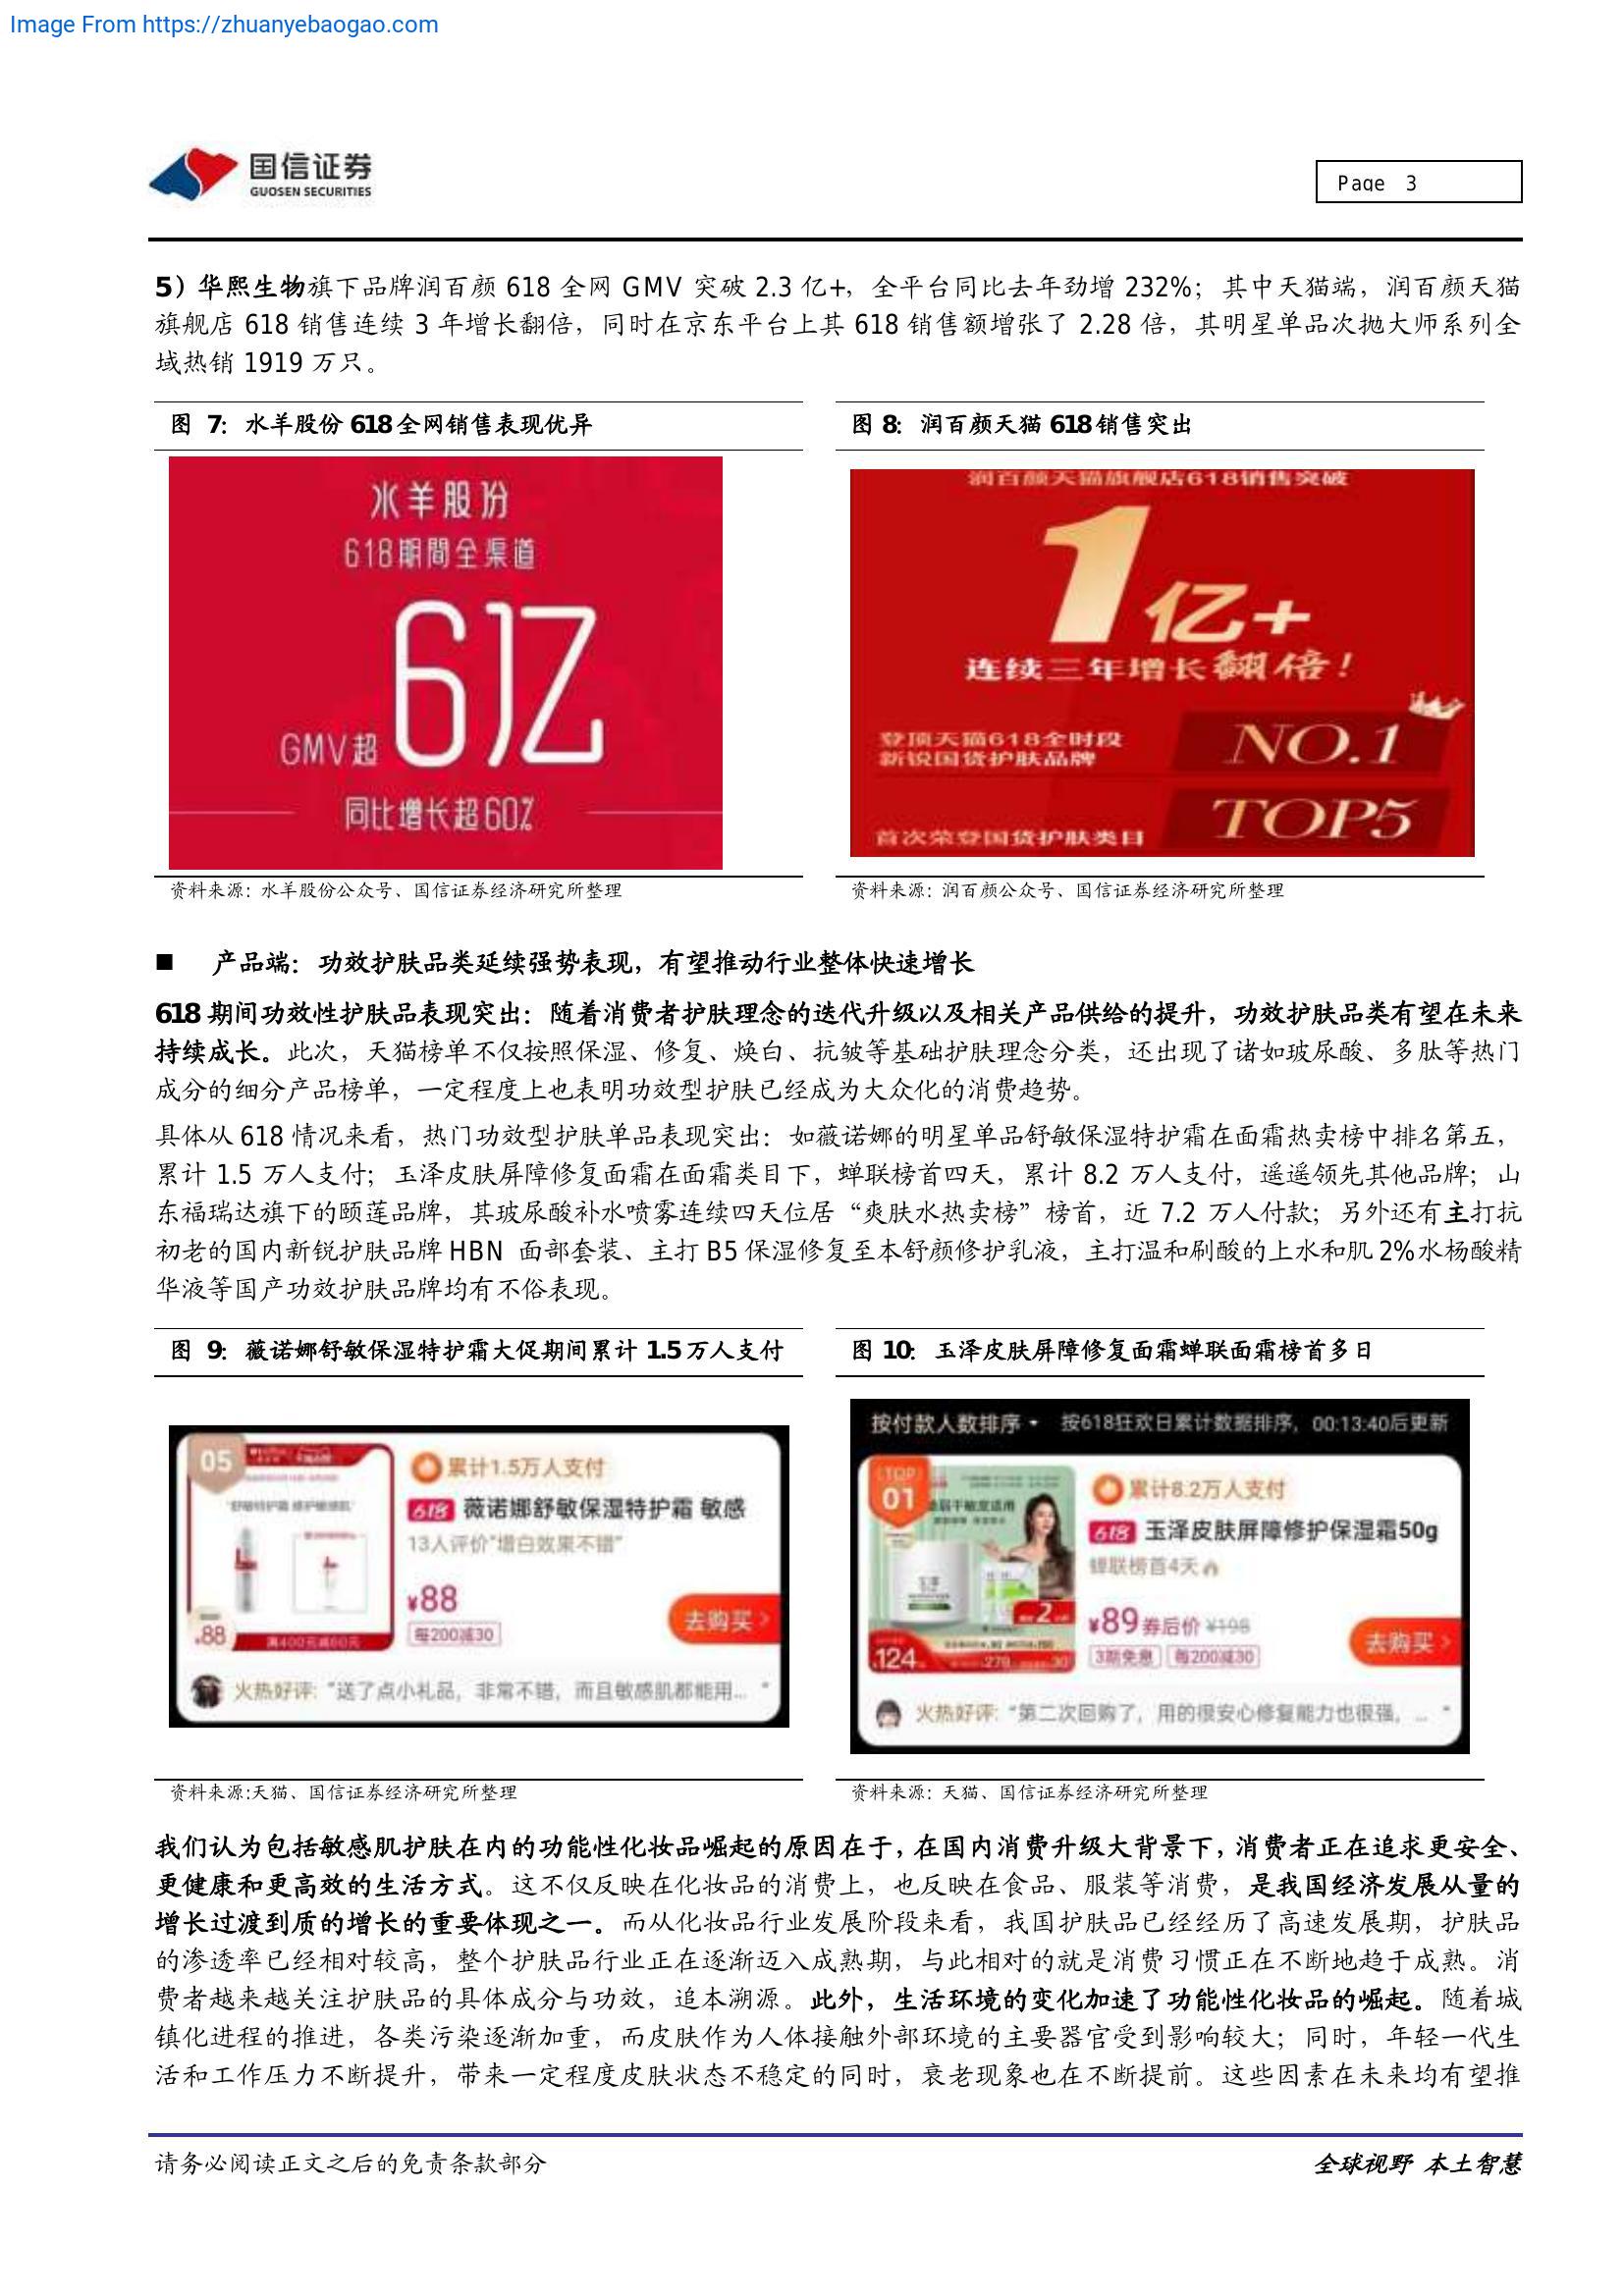 Image From https://zhuanyebaogao.com
国信证券
GUOSEN SECURITIES
Page 3
5）华熙生物旗下品牌润百颜 618 全网 GMV 突破 2.3 亿+，全平台同比去年劲增 232%；其中天猫端，润百颜天猫
旗舰店 618 销售连续 3 年增长翻倍，同时在京东平台上其 618 销售额增张了 2.28 倍，其明星单品次抛大师系列全
域热销 1919 万只。
图 7：水羊股份 618 全网销售表现优异
水羊股份
618期間全渠道
GMV超 6亿
同比增长超60%
资料来源：水羊股份公众号、国信证券经济研究所整理
图 8：润百颜天猫 618 销售突出
润百颜天猫旗舰店618销售突破
1亿+
连续三年增长翻倍！
登顶天猫618全时段
新锐国货护肤品牌
NO.1
首次荣登国货护肤类目
TOP5
资料来源：润百颜公众号、国信证券经济研究所整理
■ 产品端：功效护肤品类延续强势表现，有望推动行业整体快速增长
618 期间功效性护肤品表现突出：随着消费者护肤理念的迭代升级以及相关产品供给的提升，功效护肤品类有望在未来
持续成长。此次，天猫榜单不仅按照保湿、修复、焕白、抗皱等基础护肤理念分类，还出现了诸如玻尿酸、多肽等热门
成分的细分产品榜单，一定程度上也表明功效型护肤已经成为大众化的消费趋势。
具体从 618 情况来看，热门功效型护肤单品表现突出：如薇诺娜的明星单品舒敏保湿特护霜在面霜热卖榜中排名第五，
累计 1.5 万人支付；玉泽皮肤屏障修复面霜在面霜类目下，蝉联榜首四天，累计 8.2 万人支付，遥遥领先其他品牌；山
东福瑞达旗下的颐莲品牌，其玻尿酸补水喷雾连续四天位居“爽肤水热卖榜”榜首，近 7.2 万人付款；另外还有主打抗
初老的国内新锐护肤品牌 HBN 面部套装、主打 B5 保湿修复至本舒颜修护乳液，主打温和刷酸的上水和肌 2%水杨酸精
华液等国产功效护肤品牌均有不俗表现。
图 9：薇诺娜舒敏保湿特护霜大促期间累计 1.5 万人支付
05
累计1.5万人支付
618 薇诺娜舒敏保湿特护霜 敏感
13人评价“增白效果不错”
¥88
每200减30
去购买 >
88
满400元减60元
火热好评: “送了点小礼品，非常不错，而且敏感肌都能用... ”
资料来源:天猫、国信证券经济研究所整理
图 10：玉泽皮肤屏障修复面霜蝉联面霜榜首多日
按付款人数排序 按618狂欢日累计数据排序，00:13:40后更新
TOP
01
累计8.2万人支付
618 玉泽皮肤屏障修护保湿霜50g
蝉联榜首4天
¥89券后价 ¥198
3期免息 每200减30
去购买 >
124
火热好评: “第二次回购了，用的很安心修复能力也很强，... ”
资料来源：天猫、国信证券经济研究所整理
我们认为包括敏感肌护肤在内的功能性化妆品崛起的原因在于，在国内消费升级大背景下，消费者正在追求更安全、
更健康和更高效的生活方式。这不仅反映在化妆品的消费上，也反映在食品、服装等消费，是我国经济发展从量的
增长过渡到质的增长的重要体现之一。而从化妆品行业发展阶段来看，我国护肤品已经经历了高速发展期，护肤品
的渗透率已经相对较高，整个护肤品行业正在逐渐迈入成熟期，与此相对的就是消费习惯正在不断地趋于成熟。消
费者越来越关注护肤品的具体成分与功效，追本溯源。此外，生活环境的变化加速了功能性化妆品的崛起。随着城
镇化进程的推进，各类污染逐渐加重，而皮肤作为人体接触外部环境的主要器官受到影响较大；同时，年轻一代生
活和工作压力不断提升，带来一定程度皮肤状态不稳定的同时，衰老现象也在不断提前。这些因素在未来均有望推
请务必阅读正文之后的免责条款部分
全球视野 本土智慧